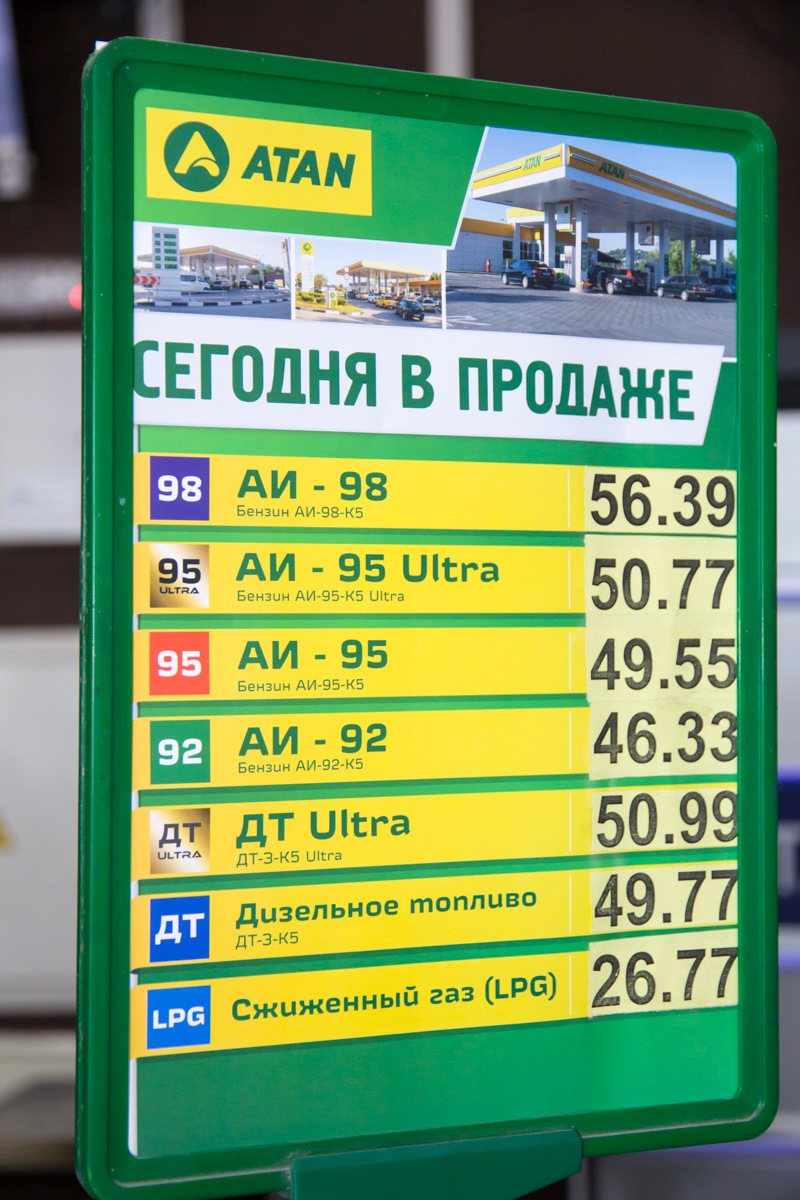 ATAN
ATAN
ATAN
СЕГОДНЯ В ПРОДАЖЕ
98
АИ - 98
Бензин АИ-98-К5
56.39
95
ULTRA
АИ - 95 Ultra
Бензин АИ-95-К5 Ultra
50.77
95
АИ - 95
Бензин АИ-95-К5
49.55
92
АИ - 92
Бензин АИ-92-К5
46.33
ДТ
ULTRA
ДТ Ultra
ДТ-З-К5 Ultra
50.99
ДТ
Дизельное топливо
ДТ-З-К5
49.77
LPG
Сжиженный газ (LPG)
26.77